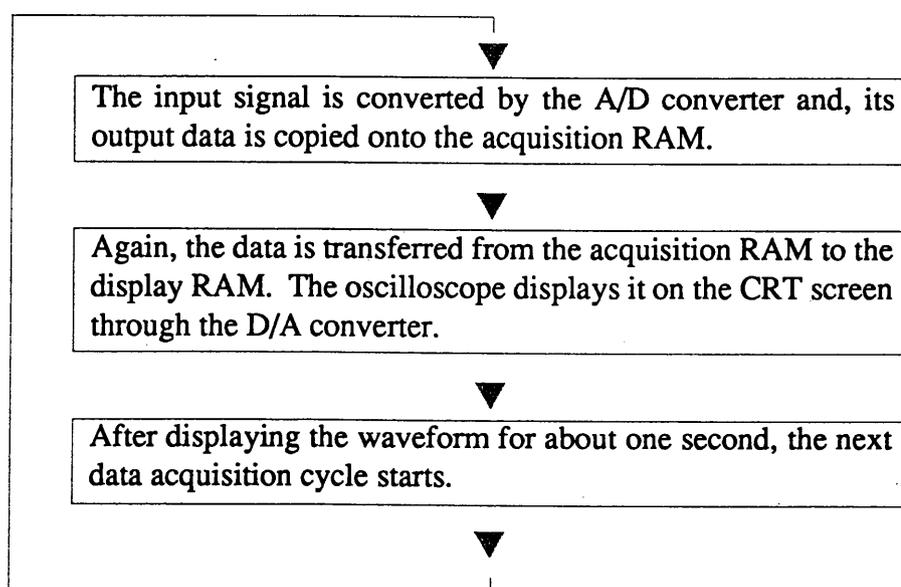 The input signal is converted by the A/D converter and, its
output data is copied onto the acquisition RAM.
Again, the data is transferred from the acquisition RAM to the
display RAM. The oscilloscope displays it on the CRT screen
through the D/A converter.
After displaying the waveform for about one second, the next
data acquisition cycle starts.